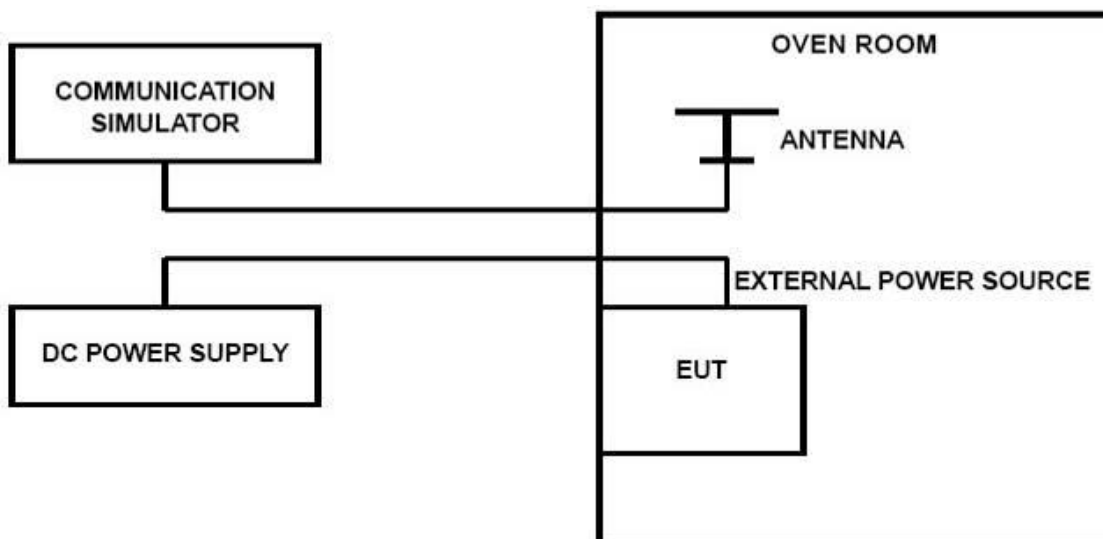 OVEN ROOM
COMMUNICATION
SIMULATOR
ANTENNA
EXTERNAL POWER SOURCE
DC POWER SUPPLY
EUT